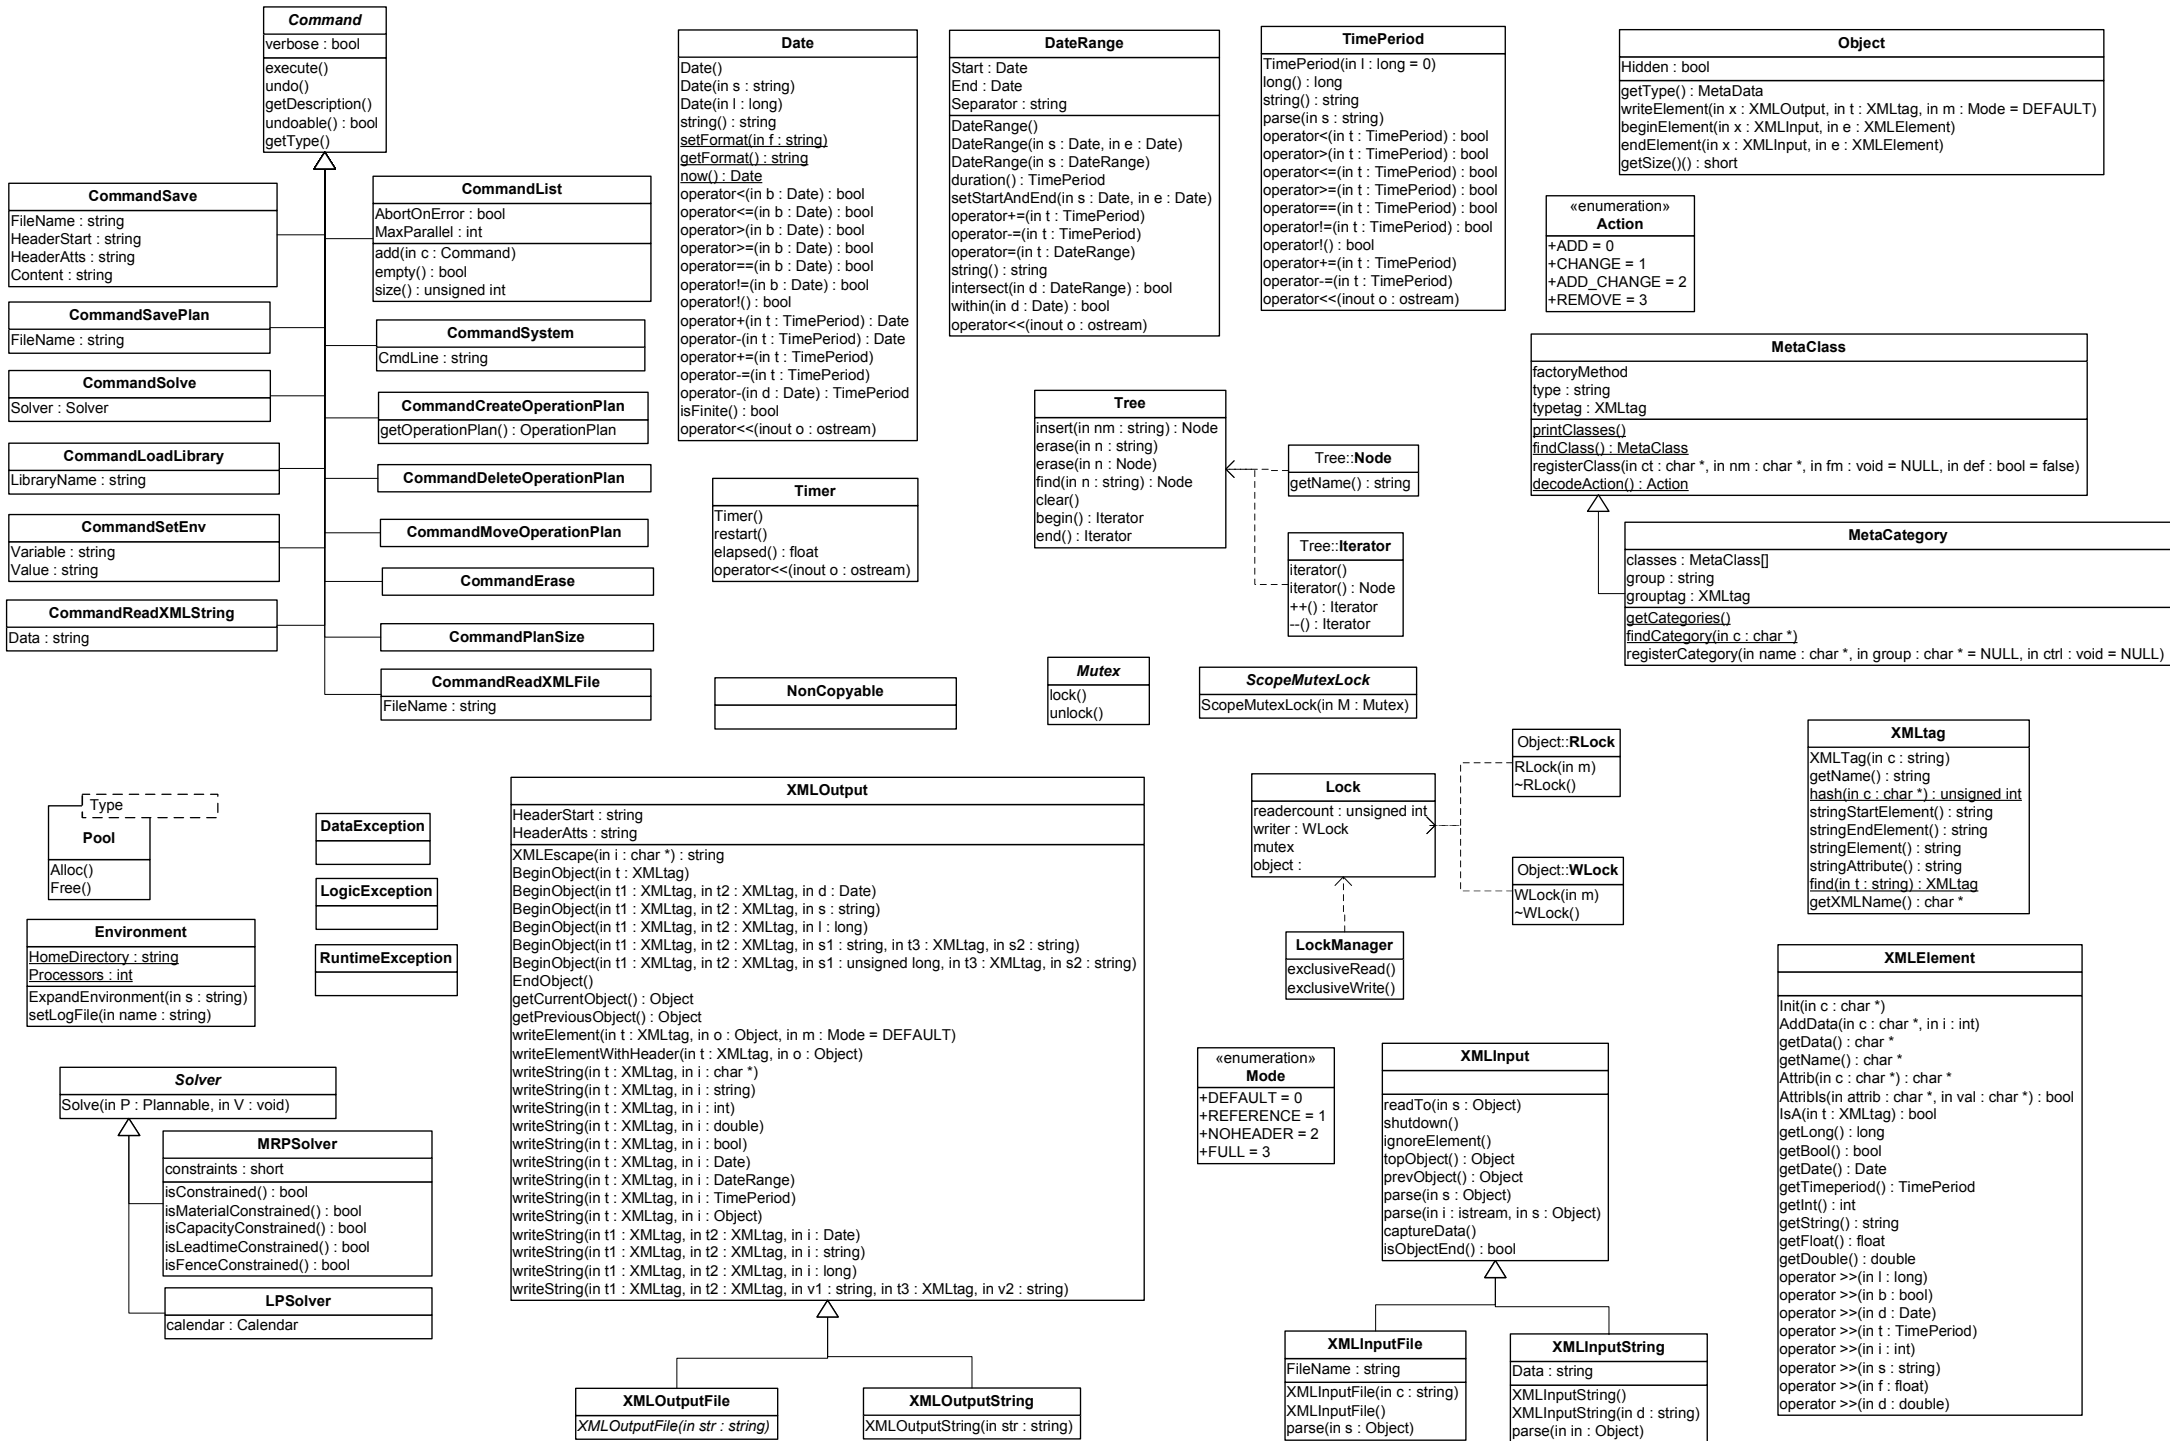 Command
verbose : bool
execute()
undo()
getDescription()
undoable() : bool
getType()
CommandSave
FileName : string
HeaderStart : string
HeaderAtts : string
Content : string
CommandSavePlan
FileName : string
CommandSolve
Solver : Solver
CommandLoadLibrary
LibraryName : string
CommandSetEnv
Variable : string
Value : string
CommandReadXMLString
Data : string
CommandList
AbortOnError : bool
MaxParallel : int
add(in c : Command)
empty() : bool
size() : unsigned int
CommandSystem
CmdLine : string
CommandCreateOperationPlan
getOperationPlan() : OperationPlan
CommandDeleteOperationPlan
CommandMoveOperationPlan
CommandErase
CommandPlanSize
CommandReadXMLFile
FileName : string
Date
Date()
Date(in s : string)
Date(in l : long)
string() : string
setFormat(in f : string)
getFormat() : string
now() : Date
operator<(in b : Date) : bool
operator<=(in b : Date) : bool
operator>(in b : Date) : bool
operator>=(in b : Date) : bool
operator==(in b : Date) : bool
operator!=(in b : Date) : bool
operator!() : bool
operator+(in t : TimePeriod) : Date
operator-(in t : TimePeriod) : Date
operator+=(in t : TimePeriod)
operator-=(in t : TimePeriod)
operator-(in d : Date) : TimePeriod
isFinite() : bool
operator<<(inout o : ostream)
Timer
Timer()
restart()
elapsed() : float
operator<<(inout o : ostream)
NonCopyable
DateRange
Start : Date
End : Date
Separator : string
DateRange()
DateRange(in s : Date, in e : Date)
DateRange(in s : DateRange)
duration() : TimePeriod
setStartAndEnd(in s : Date, in e : Date)
operator+=(in t : TimePeriod)
operator-=(in t : TimePeriod)
operator=(in t : DateRange)
string() : string
intersect(in d : DateRange) : bool
within(in d : Date) : bool
operator<<(inout o : ostream)
TimePeriod
TimePeriod(in l : long = 0)
long() : long
string() : string
parse(in s : string)
operator<(in t : TimePeriod) : bool
operator>(in t : TimePeriod) : bool
operator<=(in t : TimePeriod) : bool
operator>=(in t : TimePeriod) : bool
operator==(in t : TimePeriod) : bool
operator!=(in t : TimePeriod) : bool
operator!() : bool
operator+=(in t : TimePeriod)
operator-=(in t : TimePeriod)
operator<<(inout o : ostream)
Object
Hidden : bool
getType() : MetaData
writeElement(in x : XMLOutput, in t : XMLtag, in m : Mode = DEFAULT)
beginElement(in x : XMLInput, in e : XMLElement)
endElement(in x : XMLInput, in e : XMLElement)
getSize()() : short
«enumeration»
Action
+ADD = 0
+CHANGE = 1
+ADD_CHANGE = 2
+REMOVE = 3
MetaClass
factoryMethod
type : string
typetag : XMLtag
printClasses()
findClass() : MetaClass
registerClass(in ct : char *, in nm : char *, in fm : void = NULL, in def : bool = false)
decodeAction() : Action
MetaCategory
classes : MetaClass[]
group : string
grouptag : XMLtag
getCategories()
findCategory(in c : char *)
registerCategory(in name : char *, in group : char * = NULL, in ctrl : void = NULL)
Tree
insert(in nm : string) : Node
erase(in n : string)
erase(in n : Node)
find(in n : string) : Node
clear()
begin() : Iterator
end() : Iterator
Tree::Node
getName() : string
Tree::Iterator
iterator()
iterator() : Node
++() : Iterator
--() : Iterator
Mutex
lock()
unlock()
ScopeMutexLock
ScopeMutexLock(in M : Mutex)
Type
Pool
Alloc()
Free()
Environment
HomeDirectory : string
Processors : int
ExpandEnvironment(in s : string)
setLogFile(in name : string)
DataException
LogicException
RuntimeException
Solver
Solve(in P : Plannable, in V : void)
MRPSolver
constraints : short
isConstrained() : bool
isMaterialConstrained() : bool
isCapacityConstrained() : bool
isLeadtimeConstrained() : bool
isFenceConstrained() : bool
LPSolver
calendar : Calendar
XMLOutput
HeaderStart : string
HeaderAtts : string
XMLEscape(in i : char *) : string
BeginObject(in t : XMLtag)
BeginObject(in t1 : XMLtag, in t2 : XMLtag, in d : Date)
BeginObject(in t1 : XMLtag, in t2 : XMLtag, in s : string)
BeginObject(in t1 : XMLtag, in t2 : XMLtag, in l : long)
BeginObject(in t1 : XMLtag, in t2 : XMLtag, in s1 : string, in t3 : XMLtag, in s2 : string)
BeginObject(in t1 : XMLtag, in t2 : XMLtag, in s1 : unsigned long, in t3 : XMLtag, in s2 : string)
EndObject()
getCurrentObject() : Object
getPreviousObject() : Object
writeElement(in t : XMLtag, in o : Object, in m : Mode = DEFAULT)
writeElementWithHeader(in t : XMLtag, in o : Object)
writeString(in t : XMLtag, in i : char *)
writeString(in t : XMLtag, in i : string)
writeString(in t : XMLtag, in i : int)
writeString(in t : XMLtag, in i : double)
writeString(in t : XMLtag, in i : bool)
writeString(in t : XMLtag, in i : Date)
writeString(in t : XMLtag, in i : DateRange)
writeString(in t : XMLtag, in i : TimePeriod)
writeString(in t : XMLtag, in i : Object)
writeString(in t1 : XMLtag, in t2 : XMLtag, in i : Date)
writeString(in t1 : XMLtag, in t2 : XMLtag, in i : string)
writeString(in t1 : XMLtag, in t2 : XMLtag, in i : long)
writeString(in t1 : XMLtag, in t2 : XMLtag, in v1 : string, in t3 : XMLtag, in v2 : string)
XMLOutputFile
XMLOutputFile(in str : string)
XMLOutputString
XMLOutputString(in str : string)
Lock
readercount : unsigned int
writer : WLock
mutex
object :
Object::RLock
RLock(in m)
~RLock()
Object::WLock
WLock(in m)
~WLock()
LockManager
exclusiveRead()
exclusiveWrite()
«enumeration»
Mode
+DEFAULT = 0
+REFERENCE = 1
+NOHEADER = 2
+FULL = 3
XMLInput
readTo(in s : Object)
shutdown()
ignoreElement()
topObject() : Object
prevObject() : Object
parse(in s : Object)
parse(in i : istream, in s : Object)
captureData()
isObjectEnd() : bool
XMLInputFile
FileName : string
XMLInputFile(in c : string)
XMLInputFile()
parse(in s : Object)
XMLInputString
Data : string
XMLInputString()
XMLInputString(in d : string)
parse(in in : Object)
XMLtag
XMLTag(in c : string)
getName() : string
hash(in c : char *) : unsigned int
stringStartElement() : string
stringEndElement() : string
stringElement() : string
stringAttribute() : string
find(in t : string) : XMLtag
getXMLName() : char *
XMLElement
Init(in c : char *)
AddData(in c : char *, in i : int)
getData() : char *
getName() : char *
Attrib(in c : char *) : char *
AttribIs(in attrib : char *, in val : char *) : bool
IsA(in t : XMLtag) : bool
getLong() : long
getBool() : bool
getDate() : Date
getTimeperiod() : TimePeriod
getInt() : int
getString() : string
getFloat() : float
getDouble() : double
operator >>(in l : long)
operator >>(in b : bool)
operator >>(in d : Date)
operator >>(in t : TimePeriod)
operator >>(in i : int)
operator >>(in s : string)
operator >>(in f : float)
operator >>(in d : double)